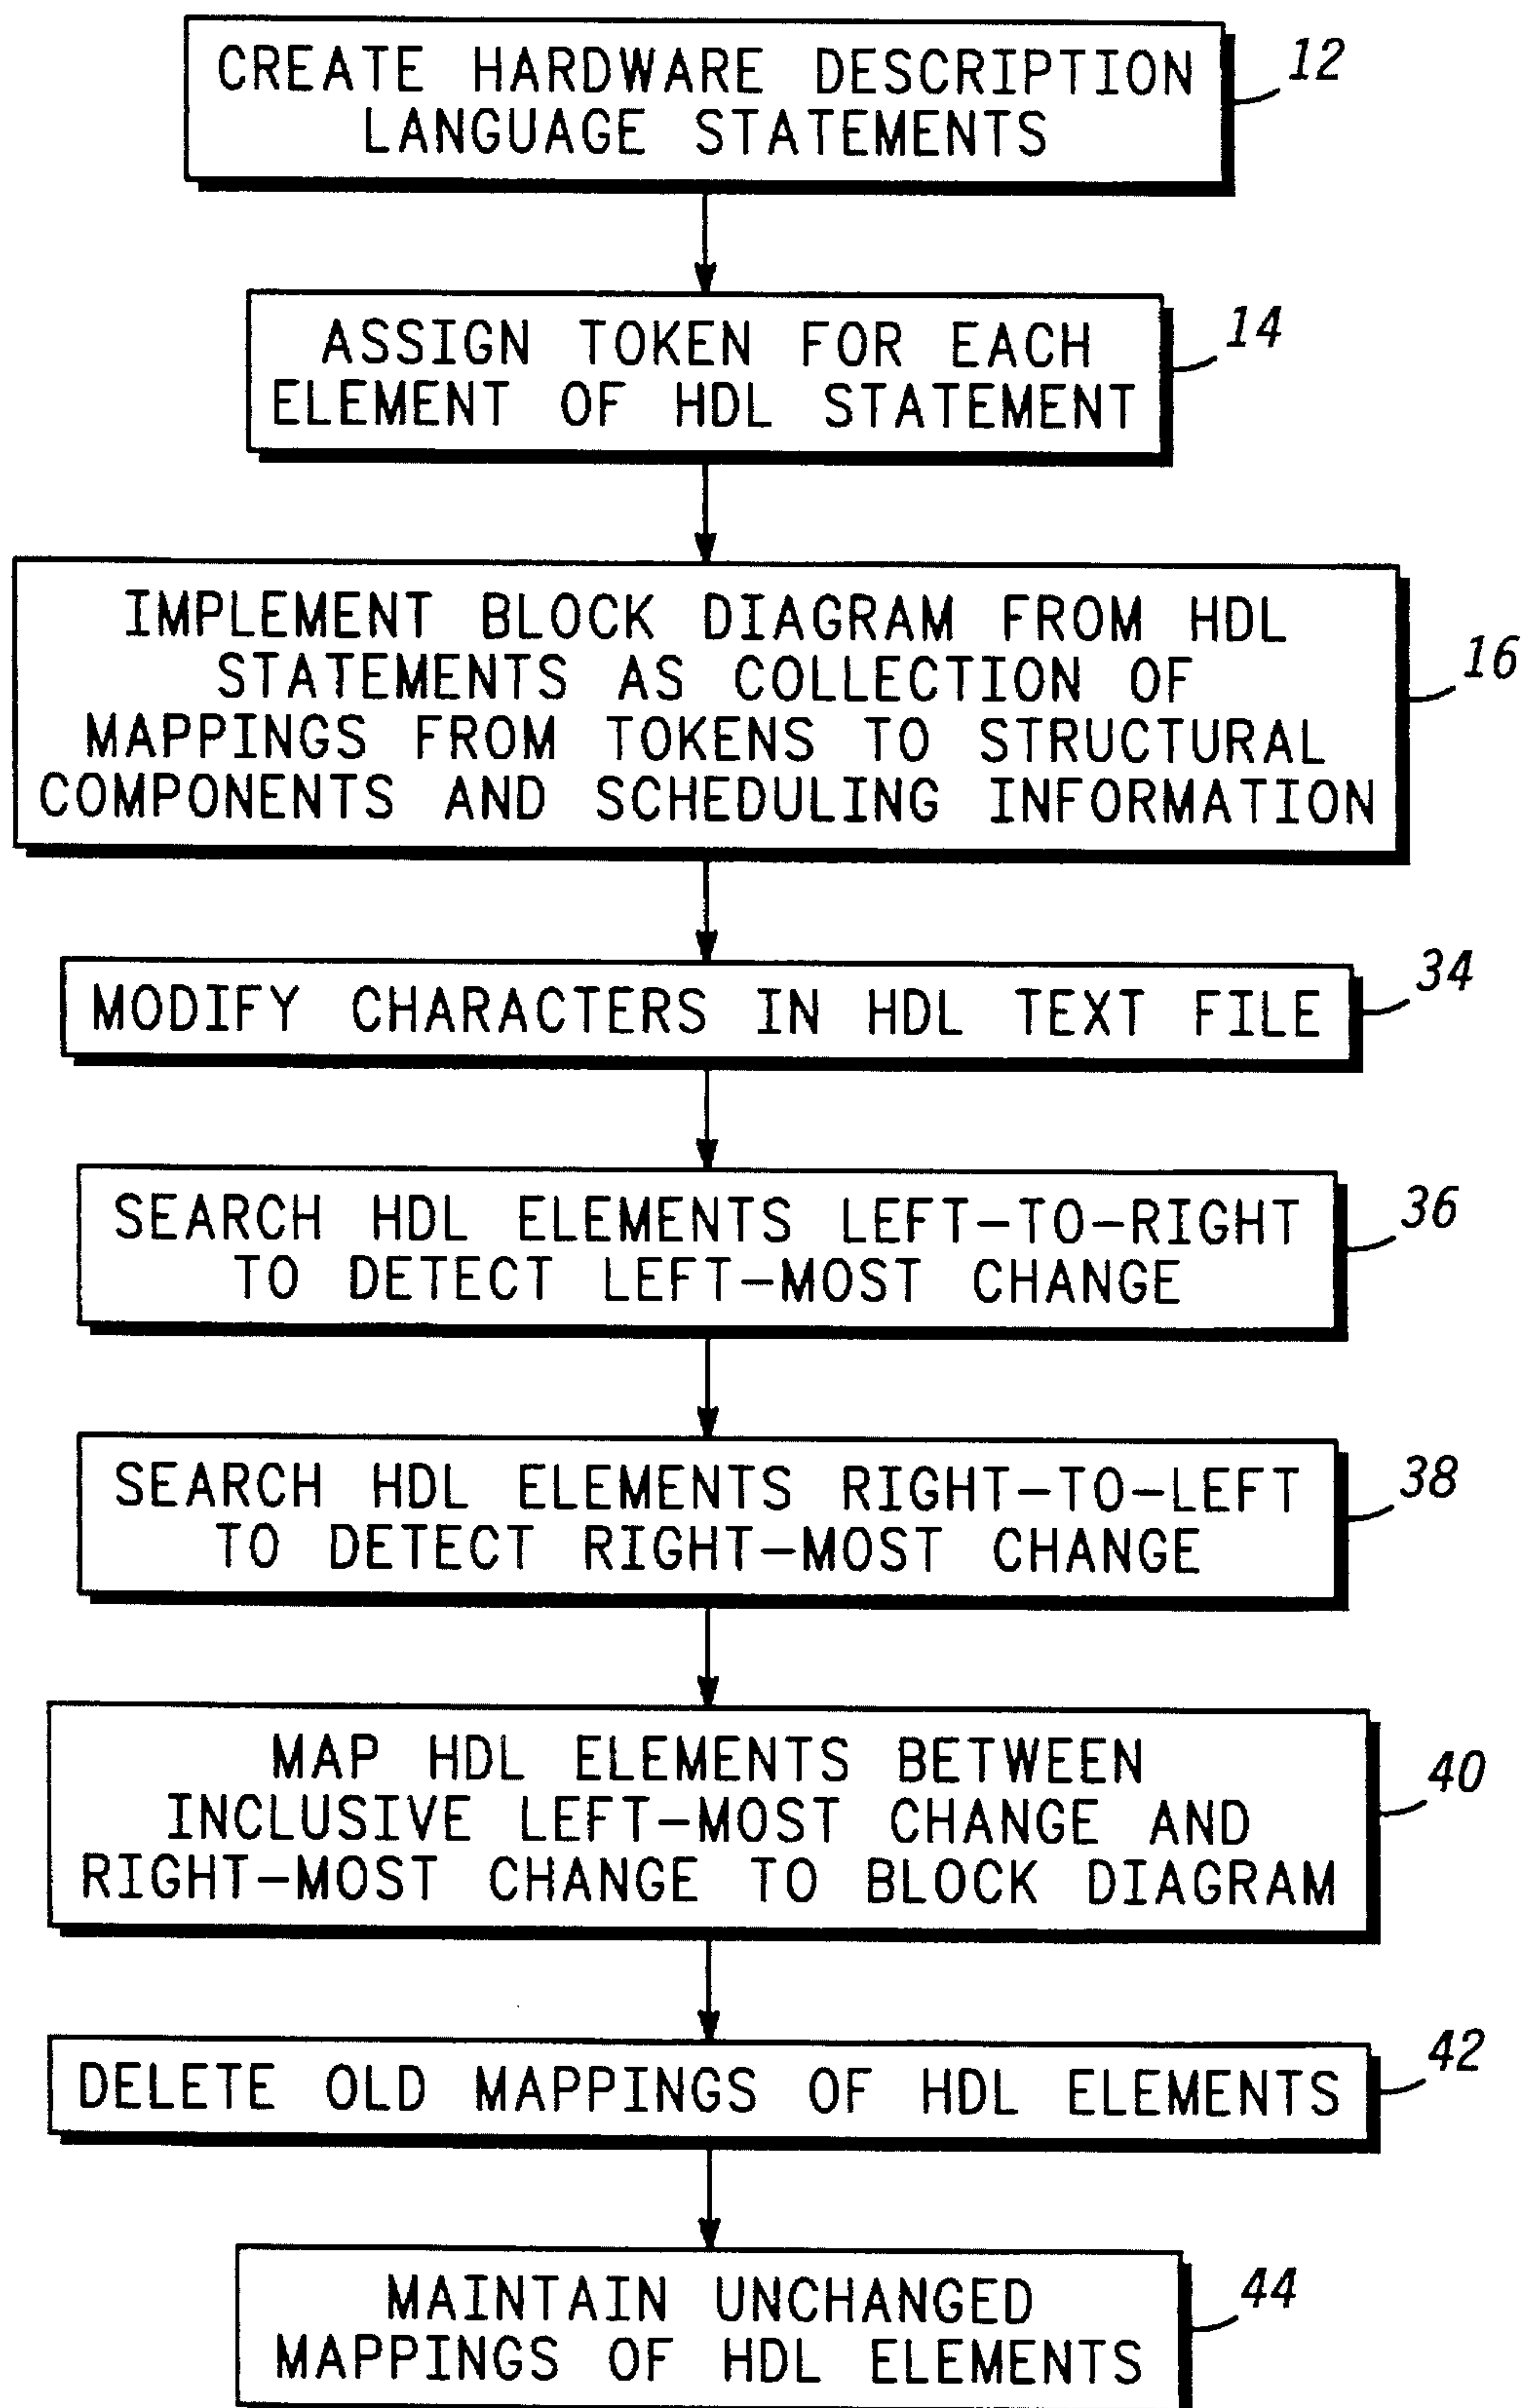 CREATE HARDWARE DESCRIPTION
LANGUAGE STATEMENTS
12
ASSIGN TOKEN FOR EACH
ELEMENT OF HDL STATEMENT
14
IMPLEMENT BLOCK DIAGRAM FROM HDL
STATEMENTS AS COLLECTION OF
MAPPINGS FROM TOKENS TO STRUCTURAL
COMPONENTS AND SCHEDULING INFORMATION
16
MODIFY CHARACTERS IN HDL TEXT FILE
34
SEARCH HDL ELEMENTS LEFT-TO-RIGHT
TO DETECT LEFT-MOST CHANGE
36
SEARCH HDL ELEMENTS RIGHT-TO-LEFT
TO DETECT RIGHT-MOST CHANGE
38
MAP HDL ELEMENTS BETWEEN
INCLUSIVE LEFT-MOST CHANGE AND
RIGHT-MOST CHANGE TO BLOCK DIAGRAM
40
DELETE OLD MAPPINGS OF HDL ELEMENTS
42
MAINTAIN UNCHANGED
MAPPINGS OF HDL ELEMENTS
44